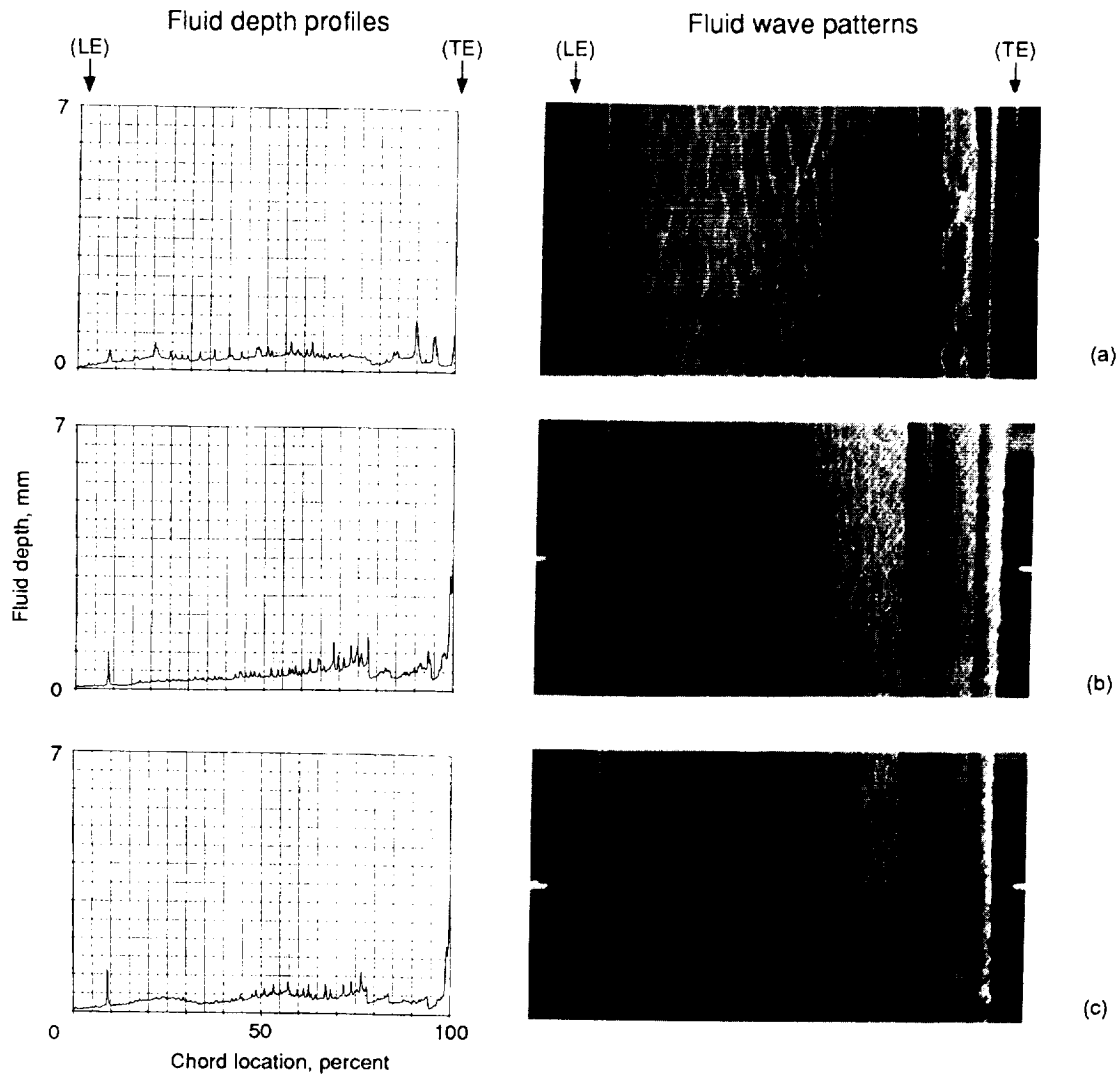 Fluid depth profiles
Fluid wave patterns
(LE)
(TE)
(LE)
(TE)
7
0
(a)
7
0
(b)
7
0
50
100
(c)
Fluid depth, mm
Chord location, percent